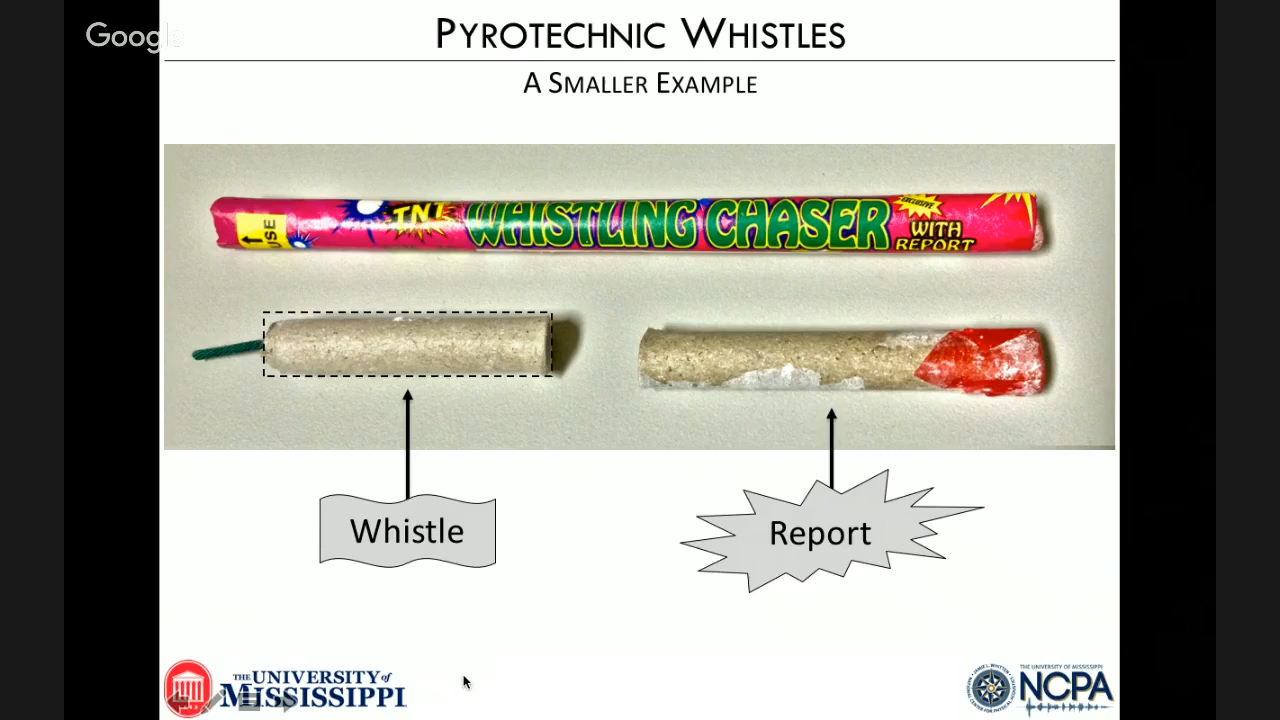 Google
PYROTECHNIC WHISTLES
A SMALLER EXAMPLE
TNT
WHISTLING CHASER
EXCLUSIVE
WITH
REPORT
USE
Whistle
Report
THE UNIVERSITY of
MISSISSIPPI
THE UNIVERSITY OF MISSISSIPPI
NCPA